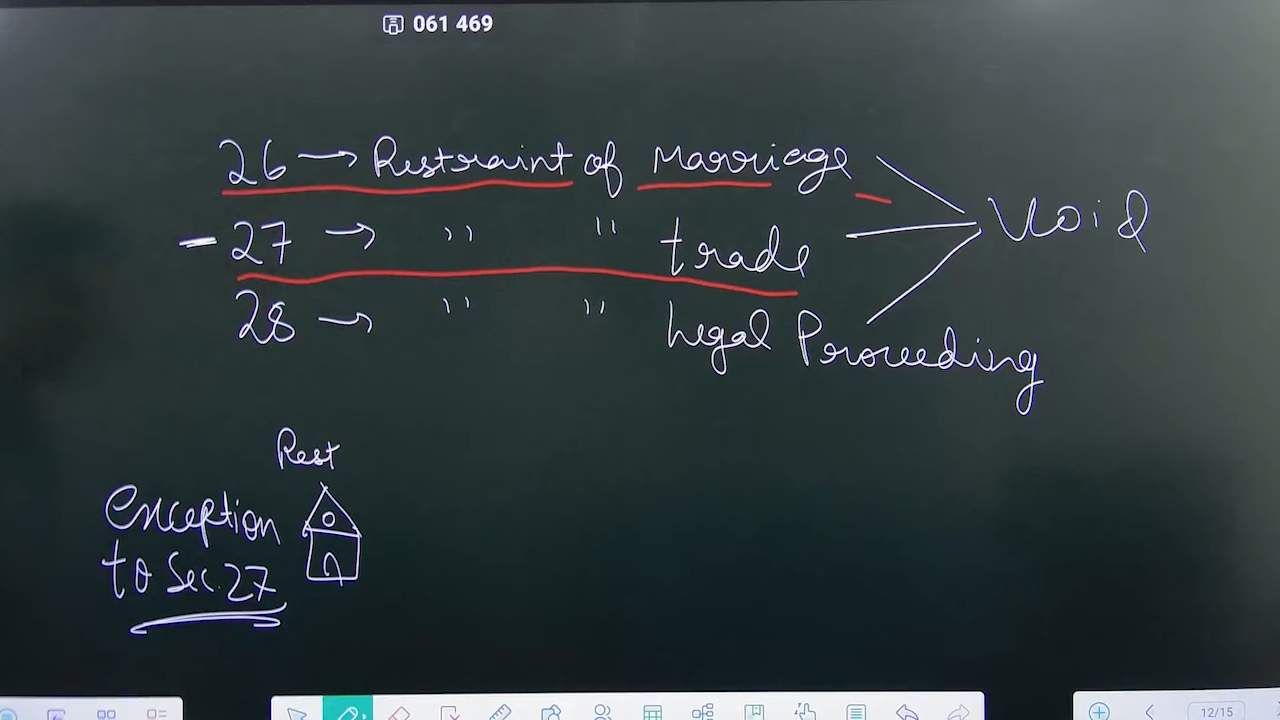 061 469
26 → Restraint of Marriage
- 27 → " " trade
28 → " " Legal Proceeding
Void
Rest
exception
to Sec. 27
12/15